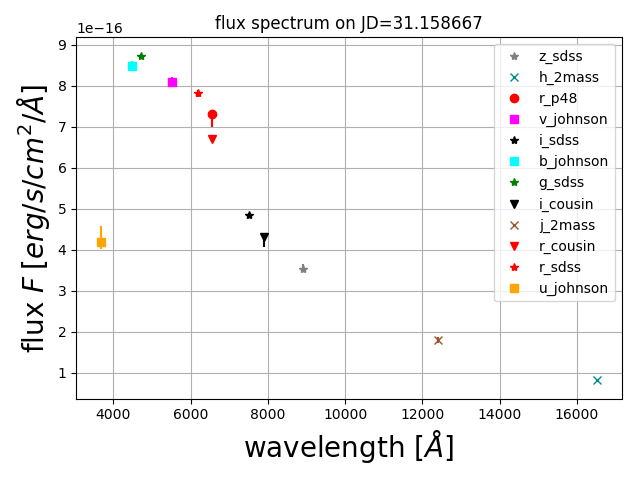 flux spectrum on JD=31.158667
1e−16
9
8
7
6
5
4
3
2
1
flux F [erg/s/cm²/Å]
z_sdss
h_2mass
r_p48
v_johnson
i_sdss
b_johnson
g_sdss
i_cousin
j_2mass
r_cousin
r_sdss
u_johnson
4000 6000 8000 10000 12000 14000 16000
wavelength [Å]